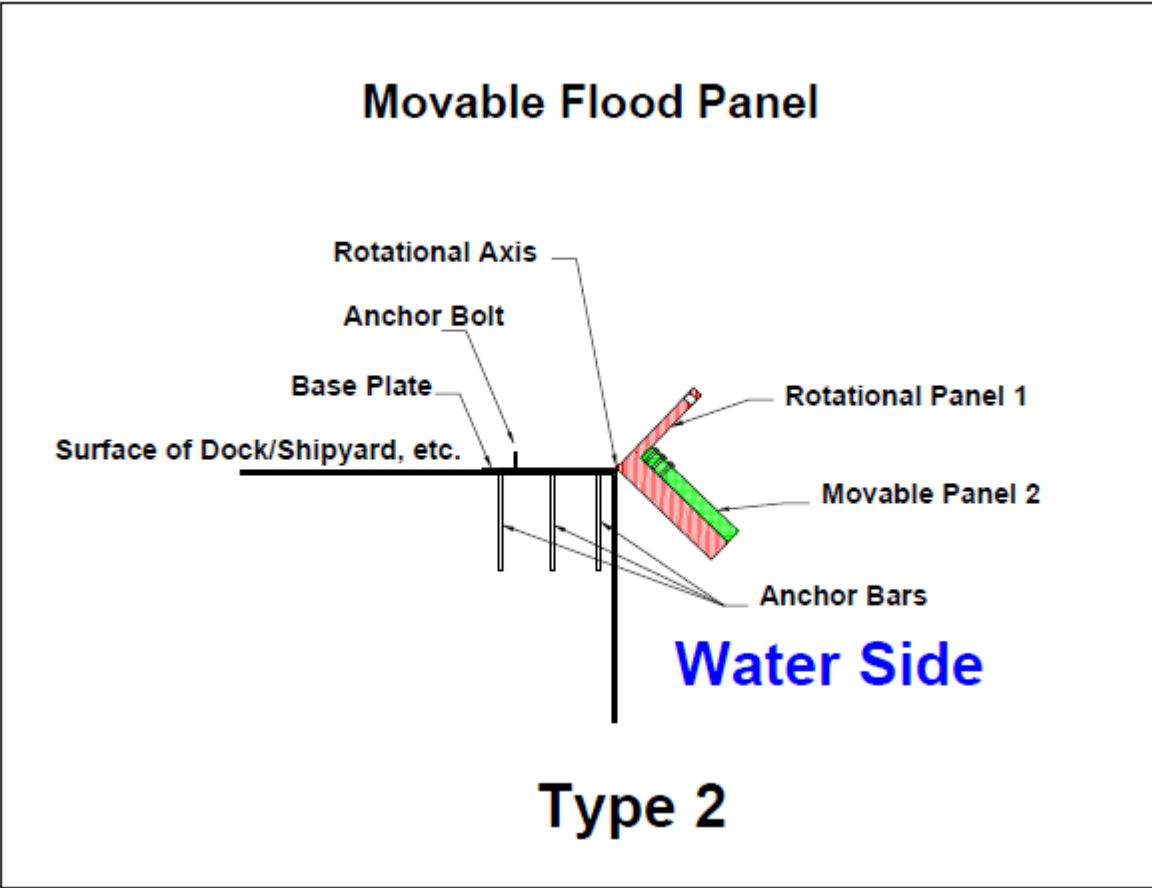 Movable Flood Panel
Rotational Axis
Anchor Bolt
Base Plate
Rotational Panel 1
Surface of Dock/Shipyard, etc.
Movable Panel 2
Anchor Bars
Water Side
Type 2